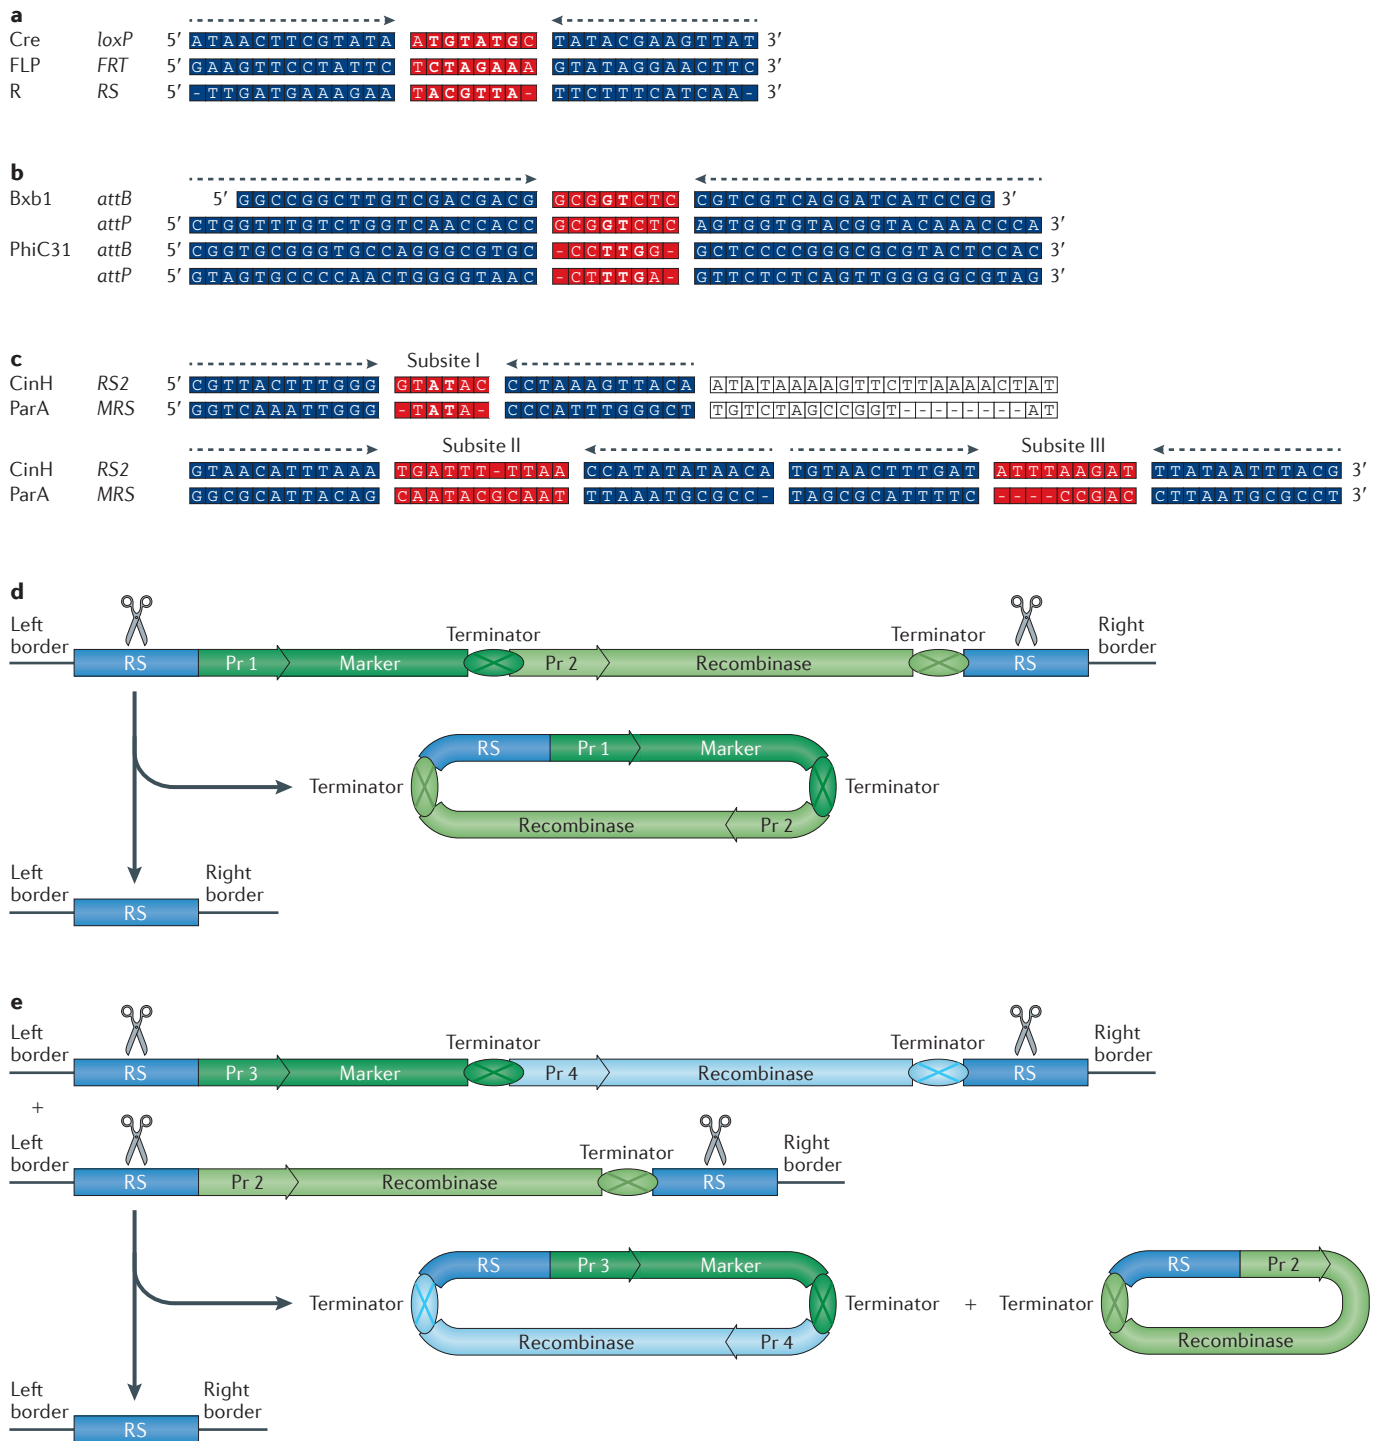 a
Cre loxP 5′ ATAACTTCGTATA ATGTATGC TATACGAAGTTAT 3′
FLP FRT 5′ GAAGTTCCTATTC TCTAGAAA GTATAGGAACTTC 3′
R RS 5′ -TTGATGAAAGAA TACGTTA- TTCTTTCATCAA- 3′
b
Bxb1 attB 5′ GGCCGGCTTGTCGACGACG GCGGTCTC CGTCGTCAGGATCATCCGG 3′
attP CTGGTTTGTCTGGTCAACCACC GCGGTCTC AGTGGTGTACGGTACAAACCCA 3′
PhiC31 attB CGGTGCGGGTGCCAGGGCGTGC -CCTTGG- GCTCCCCGGGCGCGTACTCCAC 3′
attP GTAGTGCCCCAACTGGGGTAAC -CTTTGA- GTTCTCTCAGTTGGGGGCGTAG 3′
c
Subsite I
CinH RS2 5′ CGTTACTTTGGG GTATAC CCTAAAGTTACA ATATAAAAGTTCTTAAAACTAT
ParA MRS 5′ GGTCAAATTGGG -TATA- CCCATTTGGGCT TGTCTAGCCGGT--------AT
Subsite II Subsite III
CinH RS2 GTAACATTTAAA TGATTT-TTAA CCATATATAACA TGTAACTTTGAT ATTTAAGAT TTATAATTTACG 3′
ParA MRS GGCGCATTACAG CAATACGCAAT TTAAATGCGCC- TAGCGCATTTTC ----CCGAC CTTAATGCGCCT 3′
d
Left
border
Terminator
Terminator
Right
border
RS Pr 1 Marker Pr 2 Recombinase RS
RS Pr 1 Marker
Terminator
Terminator
Recombinase Pr 2
Left
border
Right
border
RS
e
Left
border
Terminator
Terminator
Right
border
RS Pr 3 Marker Pr 4 Recombinase RS
+
Left
border
Terminator
Right
border
RS Pr 2 Recombinase RS
RS Pr 3 Marker
Terminator
Terminator
Recombinase Pr 4
+
RS Pr 2
Terminator
Recombinase
Left
border
Right
border
RS